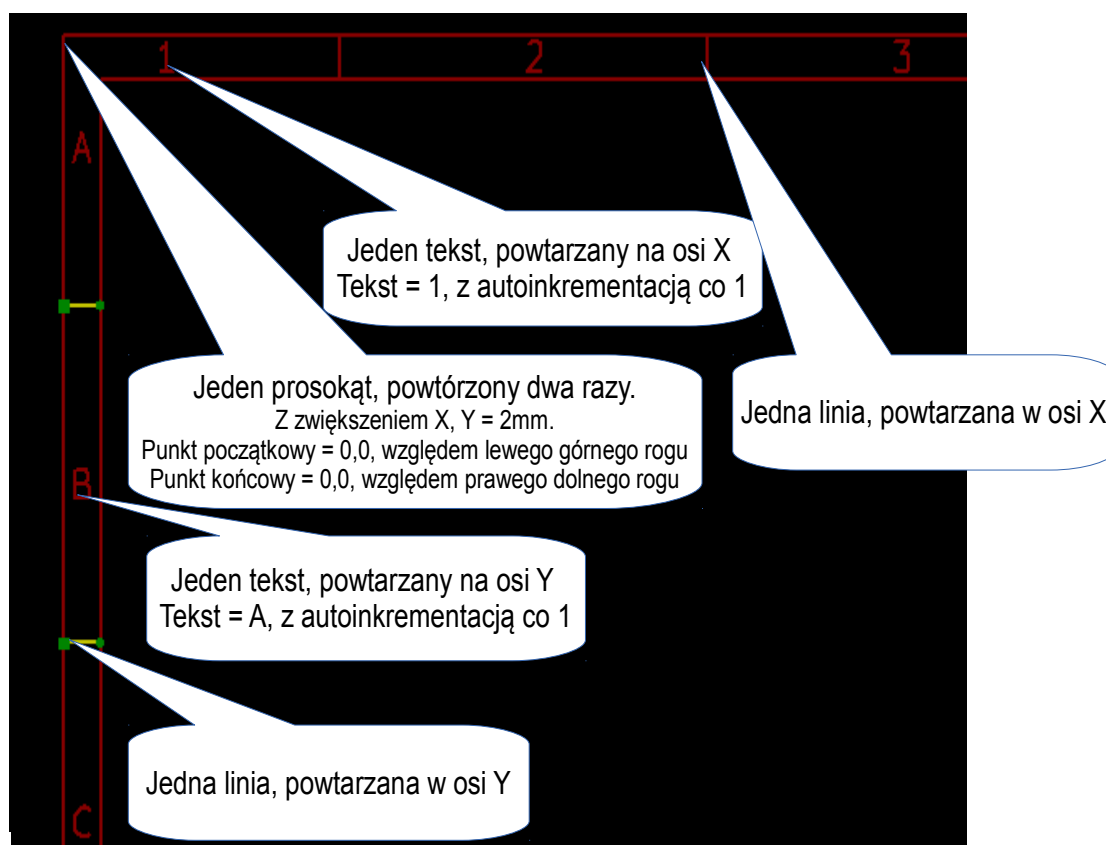 1 2 3
A
Jeden tekst, powtarzany na osi X
Tekst = 1, z autoinkrementacją co 1
Jeden prosokąt, powtórzony dwa razy.
Z zwiększeniem X, Y = 2mm.
Punkt początkowy = 0,0, względem lewego górnego rogu
Punkt końcowy = 0,0, względem prawego dolnego rogu
Jedna linia, powtarzana w osi X
B
Jeden tekst, powtarzany na osi Y
Tekst = A, z autoinkrementacją co 1
Jedna linia, powtarzana w osi Y
C